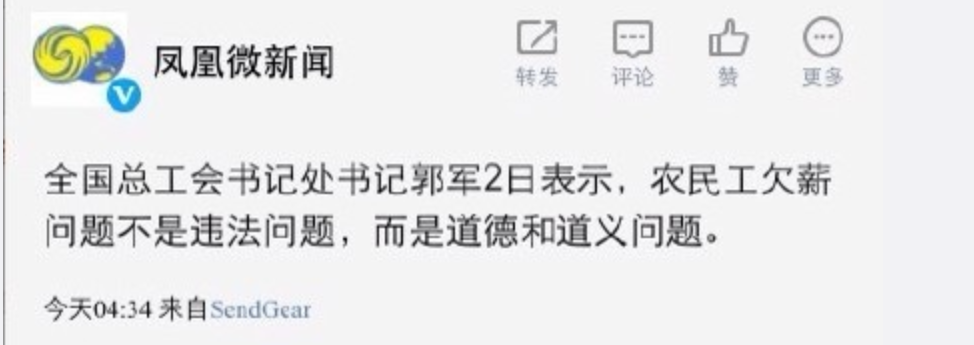 凤凰微新闻
转发 评论 赞 更多
全国总工会书记处书记郭军2日表示，农民工欠薪
问题不是违法问题，而是道德和道义问题。
今天04:34 来自SendGear